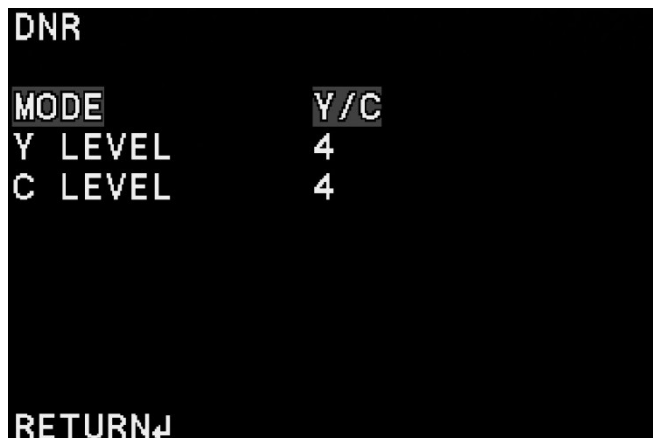 DNR
MODE Y/C
Y LEVEL 4
C LEVEL 4
RETURN↵